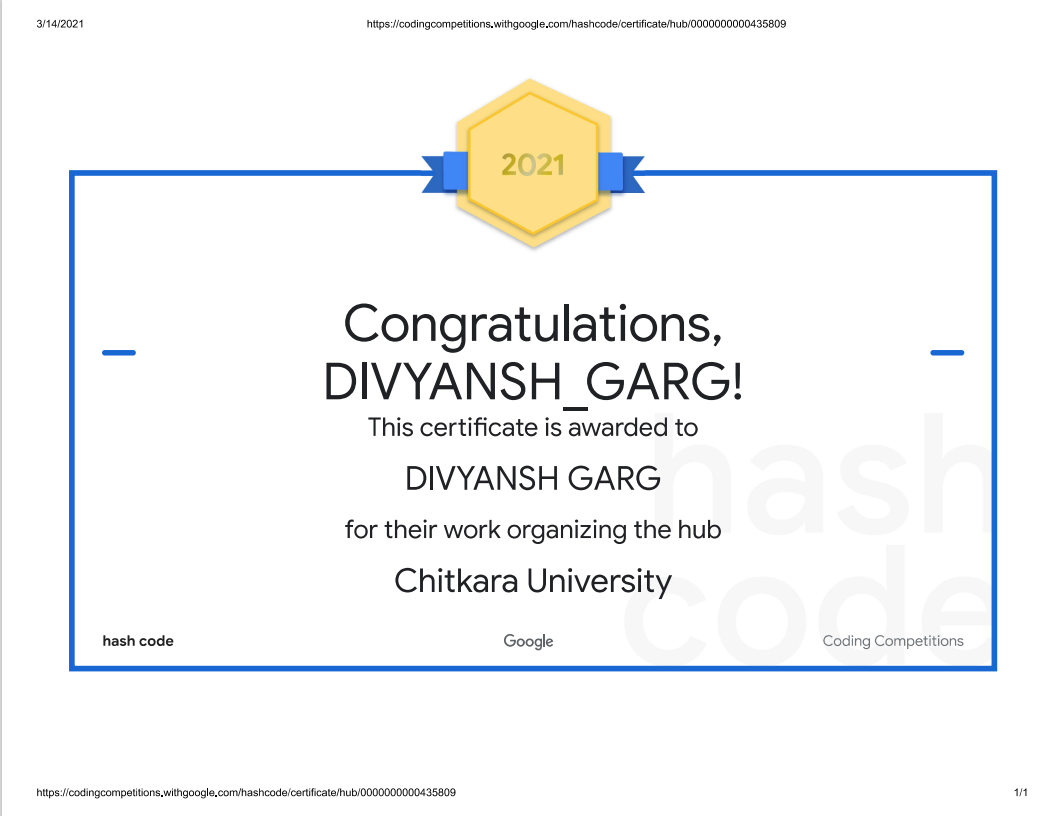 3/14/2021
https://codingcompetitions.withgoogle.com/hashcode/certificate/hub/0000000000435809
2021
Congratulations,
DIVYANSH_GARG!
This certificate is awarded to
DIVYANSH GARG
for their work organizing the hub
Chitkara University
hash
code
hash code
Google
Coding Competitions
https://codingcompetitions.withgoogle.com/hashcode/certificate/hub/0000000000435809
1/1